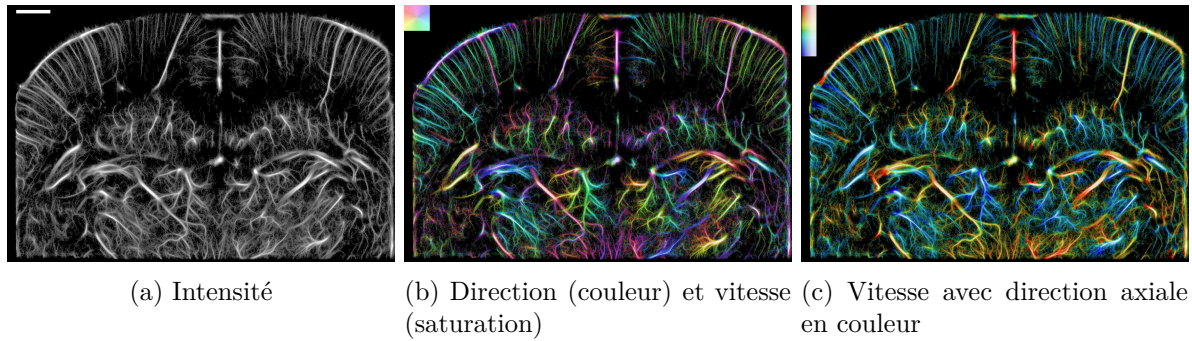 (a) Intensité
(b) Direction (couleur) et vitesse
(saturation)
(c) Vitesse avec direction axiale
en couleur